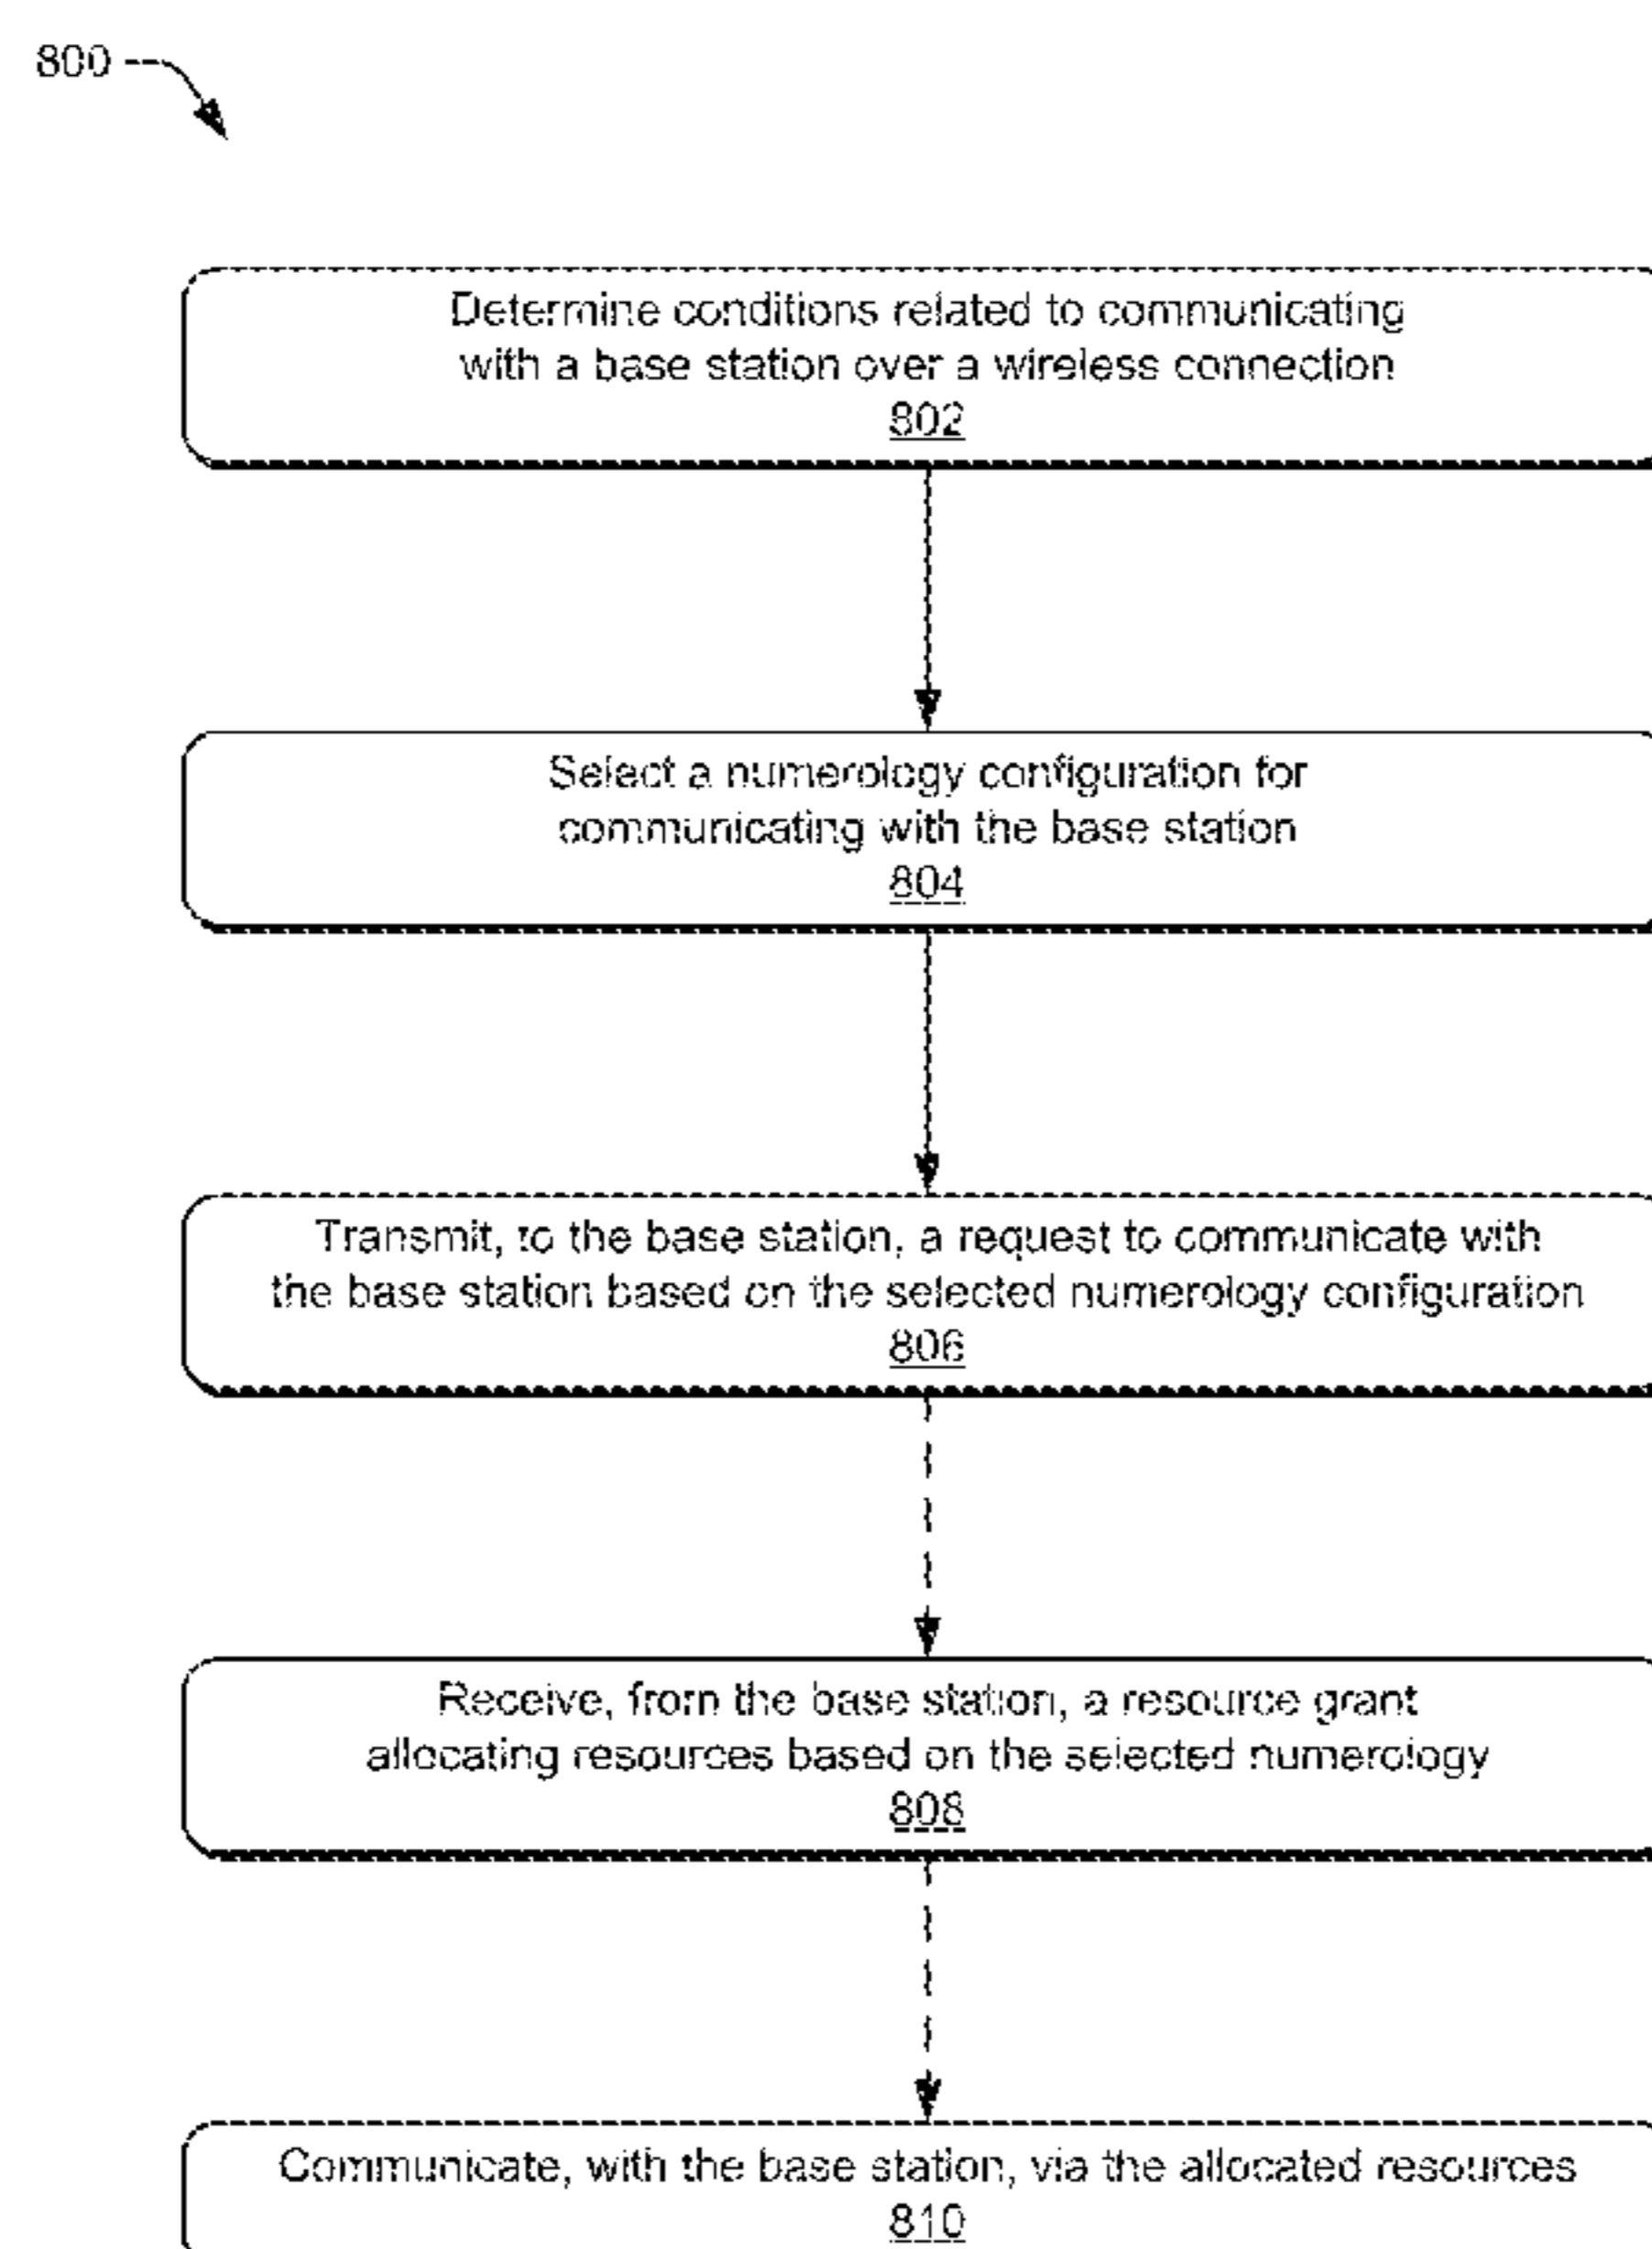 800
Determine conditions related to communicating
with a base station over a wireless connection
802
Select a numerology configuration for
communicating with the base station
804
Transmit, to the base station, a request to communicate with
the base station based on the selected numerology configuration
806
Receive, from the base station, a resource grant
allocating resources based on the selected numerology
808
Communicate, with the base station, via the allocated resources
810